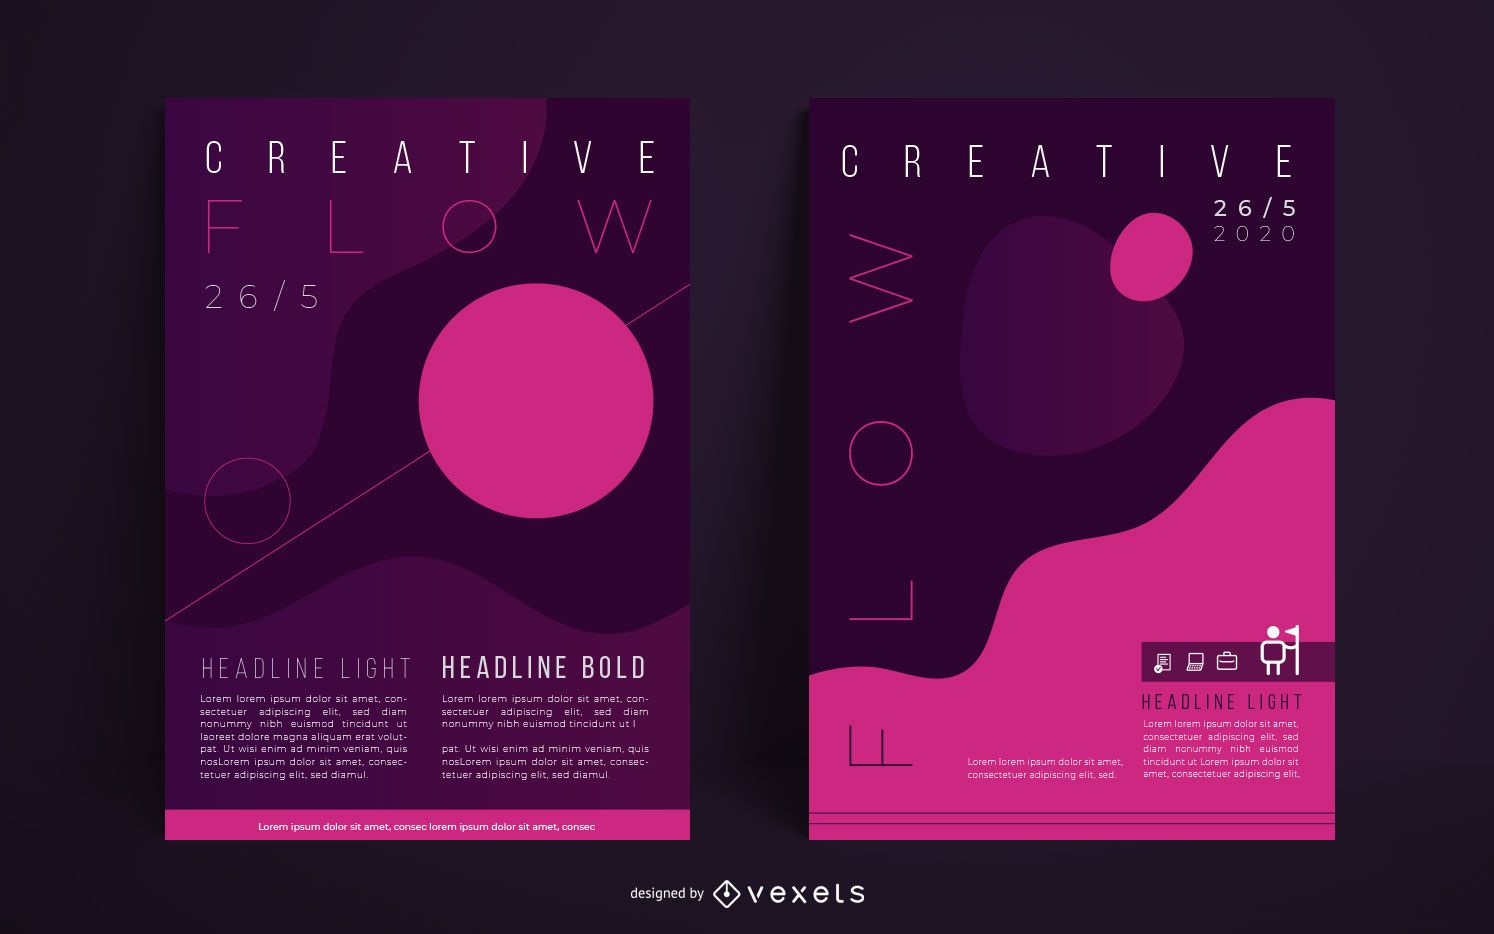 CREATIVE
FLOW
26/5
HEADLINE LIGHT
Lorem ipsum dolor sit amet, con-
sectetuer adipiscing elit, sed diam
nonummy nibh euismod tincidunt ut
laoreet dolore magna aliquam erat volut-
pat. Ut wisi enim ad minim veniam, quis
nosLorem ipsum dolor sit amet, consec-
tetuer adipiscing elit, sed diamul.
HEADLINE BOLD
Lorem ipsum dolor sit amet, con-
sectetuer adipiscing elit, sed diam
nonummy nibh euismod tincidunt ut l
pat. Ut wisi enim ad minim veniam, quis
nosLorem ipsum dolor sit amet, consec-
tetuer adipiscing elit, sed diamul.
Lorem ipsum dolor sit amet, consec lorem ipsum dolor sit amet, consec
CREATIVE
26/5
2020
FLOW
HEADLINE LIGHT
Lorem lorem ipsum dolor sit amet,
consectetuer adipiscing elit, sed.
Lorem ipsum dolor sit amet,
consectetuer adipiscing elit, sed
diam nonummy nibh euismod
tincidunt ut Lorem ipsum dolor sit
amet, consectetuer adipiscing elit,
designed by vexels